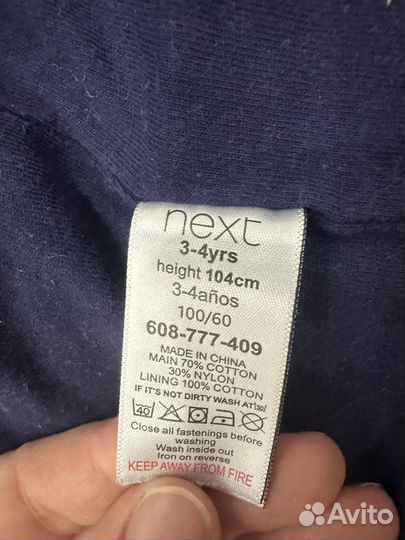 next
3-4yrs
height 104cm
3-4años
100/60
608-777-409
MADE IN CHINA
MAIN 70% COTTON
30% NYLON
LINING 100% COTTON
IF IT'S NOT DIRTY WASH AT 30
40
Close all fastenings before
washing
Wash inside out
Iron on reverse
KEEP AWAY FROM FIRE
Avito